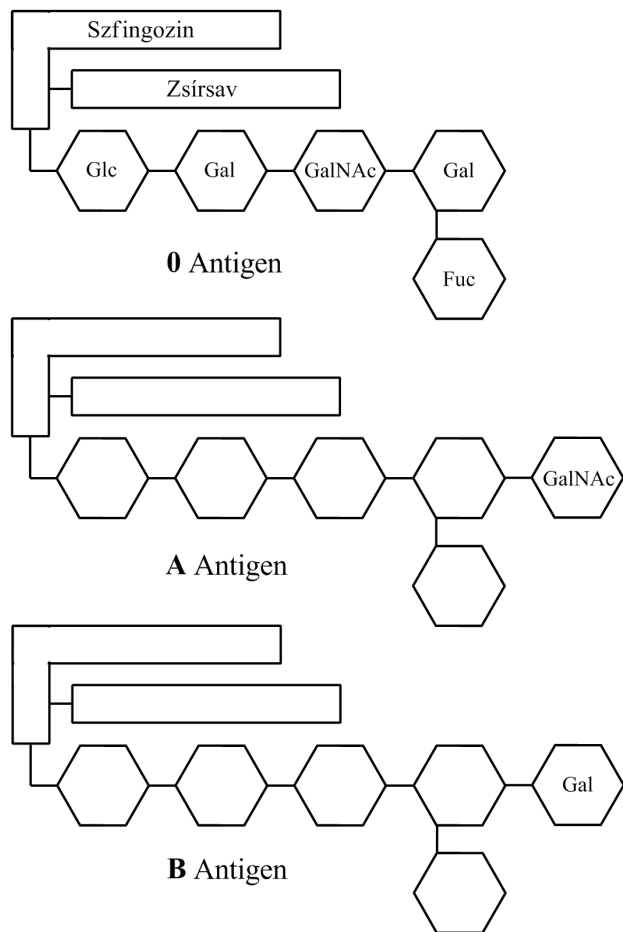 Szfingozin
Zsírsav
Glc Gal GalNAc Gal
Fuc
0 Antigen
GalNAc
A Antigen
Gal
B Antigen